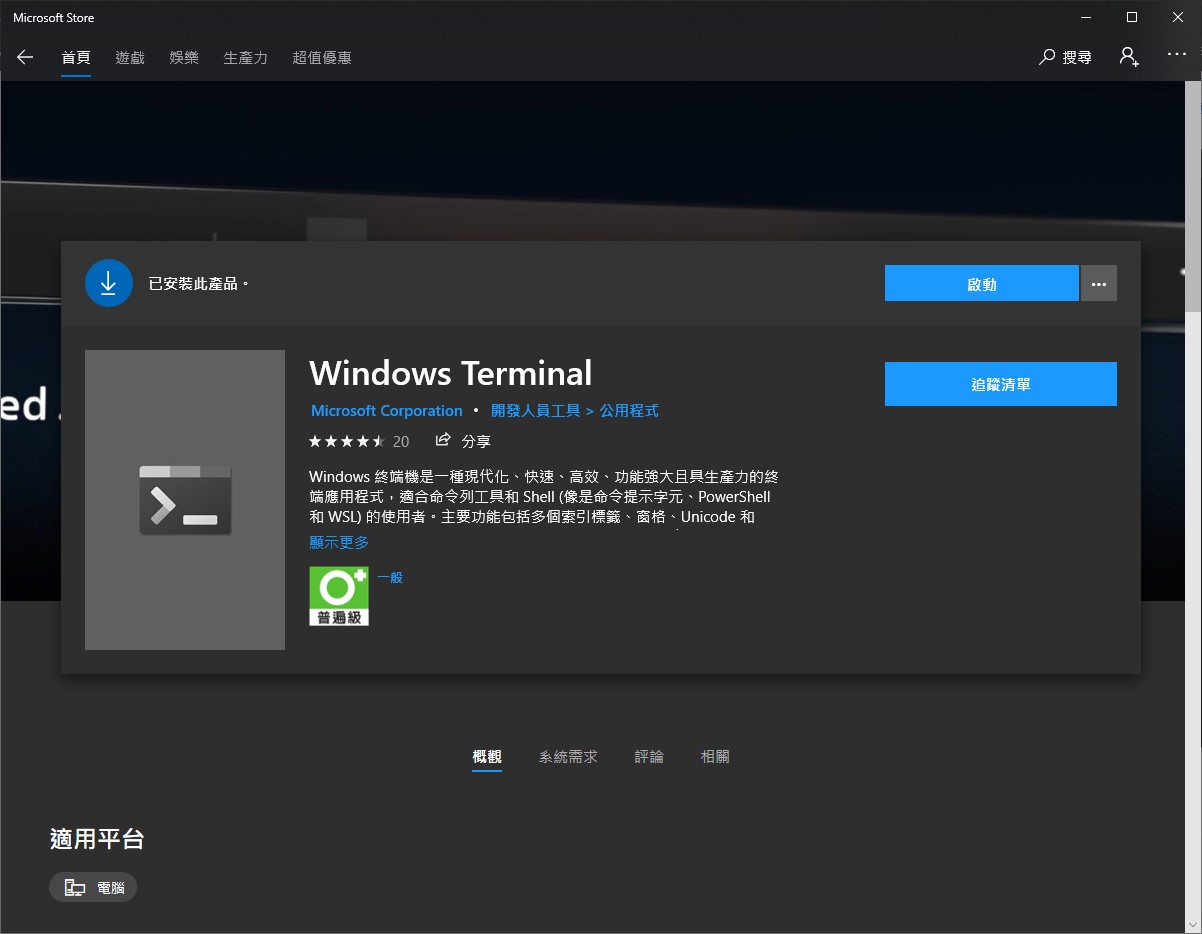 Microsoft Store
首頁 遊戲 娛樂 生產力 超值優惠 搜尋
ed
已安裝此產品。
啟動
Windows Terminal
追蹤清單
Microsoft Corporation • 開發人員工具 > 公用程式
20 分享
Windows 終端機是一種現代化、快速、高效、功能強大且具生產力的終
端應用程式，適合命令列工具和 Shell (像是命令提示字元、PowerShell
和 WSL) 的使用者。主要功能包括多個索引標籤、窗格、Unicode 和
顯示更多
一般
普遍級
概觀 系統需求 評論 相關
適用平台
電腦